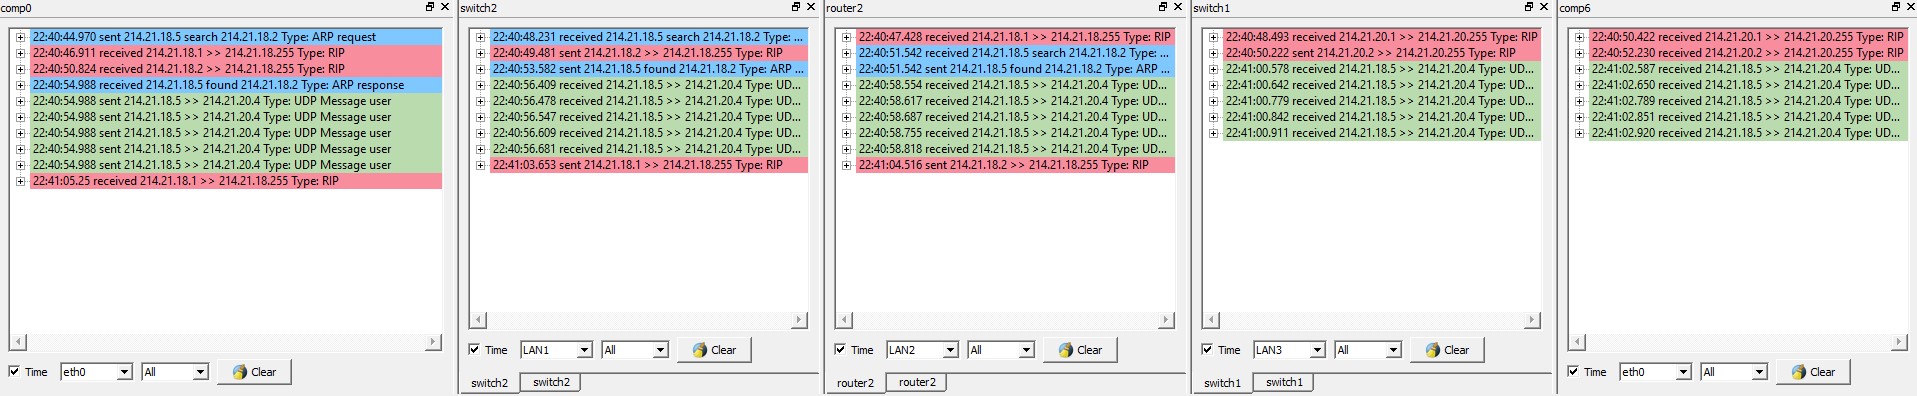 comp0
22:40:44.970 sent 214.21.18.5 search 214.21.18.2 Type: ARP request
22:40:46.911 received 214.21.18.1 >> 214.21.18.255 Type: RIP
22:40:50.824 received 214.21.18.2 >> 214.21.18.255 Type: RIP
22:40:54.988 received 214.21.18.5 found 214.21.18.2 Type: ARP response
22:40:54.988 sent 214.21.18.5 >> 214.21.20.4 Type: UDP Message user
22:40:54.988 sent 214.21.18.5 >> 214.21.20.4 Type: UDP Message user
22:40:54.988 sent 214.21.18.5 >> 214.21.20.4 Type: UDP Message user
22:40:54.988 sent 214.21.18.5 >> 214.21.20.4 Type: UDP Message user
22:40:54.988 sent 214.21.18.5 >> 214.21.20.4 Type: UDP Message user
22:41:05.25 received 214.21.18.1 >> 214.21.18.255 Type: RIP
Time eth0 All Clear
switch2
22:40:48.231 received 214.21.18.5 search 214.21.18.2 Type: ...
22:40:49.481 sent 214.21.18.2 >> 214.21.18.255 Type: RIP
22:40:53.582 sent 214.21.18.5 found 214.21.18.2 Type: ARP ...
22:40:56.409 received 214.21.18.5 >> 214.21.20.4 Type: UD...
22:40:56.478 received 214.21.18.5 >> 214.21.20.4 Type: UD...
22:40:56.547 received 214.21.18.5 >> 214.21.20.4 Type: UD...
22:40:56.609 received 214.21.18.5 >> 214.21.20.4 Type: UD...
22:40:56.681 received 214.21.18.5 >> 214.21.20.4 Type: UD...
22:41:03.653 sent 214.21.18.1 >> 214.21.18.255 Type: RIP
Time LAN1 All Clear
switch2 switch2
router2
22:40:47.428 received 214.21.18.1 >> 214.21.18.255 Type: RIP
22:40:51.542 received 214.21.18.5 search 214.21.18.2 Type: ...
22:40:51.542 sent 214.21.18.5 found 214.21.18.2 Type: ARP ...
22:40:58.554 received 214.21.18.5 >> 214.21.20.4 Type: UD...
22:40:58.617 received 214.21.18.5 >> 214.21.20.4 Type: UD...
22:40:58.687 received 214.21.18.5 >> 214.21.20.4 Type: UD...
22:40:58.755 received 214.21.18.5 >> 214.21.20.4 Type: UD...
22:40:58.818 received 214.21.18.5 >> 214.21.20.4 Type: UD...
22:41:04.516 sent 214.21.18.2 >> 214.21.18.255 Type: RIP
Time LAN2 All Clear
router2 router2
switch1
22:40:48.493 received 214.21.20.1 >> 214.21.20.255 Type: RIP
22:40:50.222 sent 214.21.20.2 >> 214.21.20.255 Type: RIP
22:41:00.578 received 214.21.18.5 >> 214.21.20.4 Type: UD...
22:41:00.642 received 214.21.18.5 >> 214.21.20.4 Type: UD...
22:41:00.779 received 214.21.18.5 >> 214.21.20.4 Type: UD...
22:41:00.842 received 214.21.18.5 >> 214.21.20.4 Type: UD...
22:41:00.911 received 214.21.18.5 >> 214.21.20.4 Type: UD...
Time LAN3 All Clear
switch1 switch1
comp6
22:40:50.422 received 214.21.20.1 >> 214.21.20.255 Type: RIP
22:40:52.230 received 214.21.20.2 >> 214.21.20.255 Type: RIP
22:41:02.587 received 214.21.18.5 >> 214.21.20.4 Type: UD...
22:41:02.650 received 214.21.18.5 >> 214.21.20.4 Type: UD...
22:41:02.789 received 214.21.18.5 >> 214.21.20.4 Type: UD...
22:41:02.851 received 214.21.18.5 >> 214.21.20.4 Type: UD...
22:41:02.920 received 214.21.18.5 >> 214.21.20.4 Type: UD...
Time eth0 All Clear